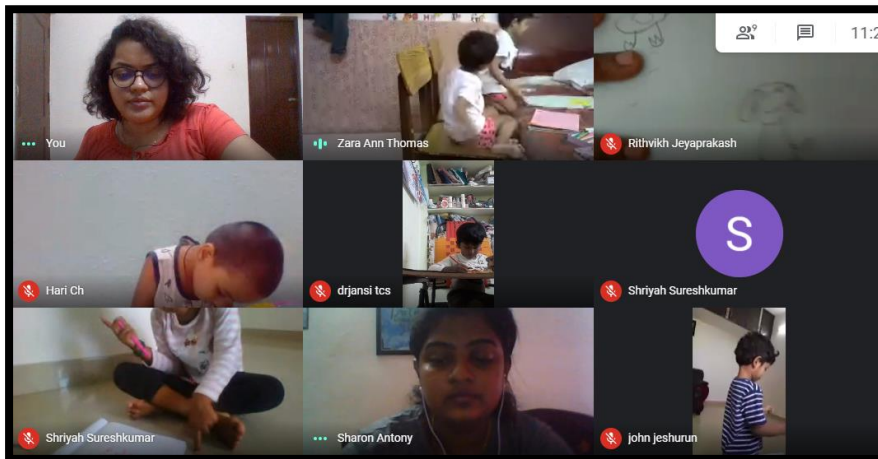 9
11:2
You
Zara Ann Thomas
Rithvikh Jeyaprakash
Hari Ch
drjansi tcs
S
Shriyah Sureshkumar
Shriyah Sureshkumar
Sharon Antony
john jeshurun